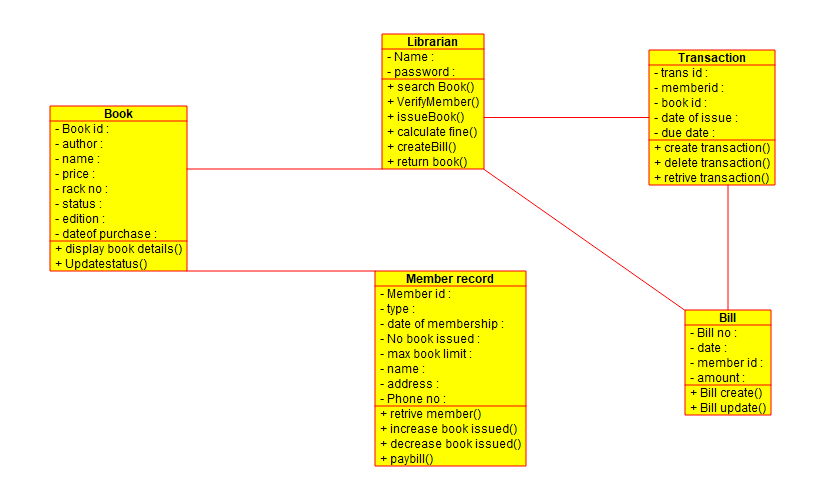 Librarian
- Name :
- password :
+ search Book()
+ VerifyMember()
+ issueBook()
+ calculate fine()
+ createBill()
+ return book()
Transaction
- trans id :
- memberid :
- book id :
- date of issue :
- due date :
+ create transaction()
+ delete transaction()
+ retrive transaction()
Book
- Book id :
- author :
- name :
- price :
- rack no :
- status :
- edition :
- dateof purchase :
+ display book details()
+ Updatestatus()
Member record
- Member id :
- type :
- date of membership :
- No book issued :
- max book limit :
- name :
- address :
- Phone no :
+ retrive member()
+ increase book issued()
+ decrease book issued()
+ paybill()
Bill
- Bill no :
- date :
- member id :
- amount :
+ Bill create()
+ Bill update()